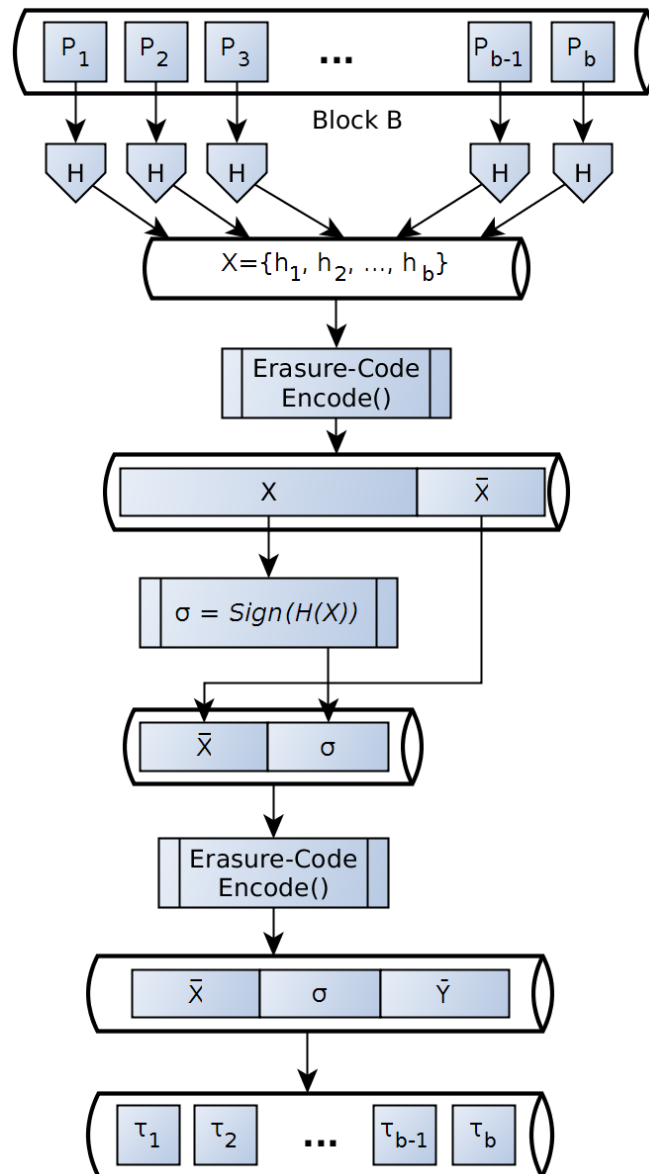 P1 P2 P3 ... Pb-1 Pb
Block B
H H H H H
X={h1, h2, ..., hb}
Erasure-Code
Encode()
X X̄
σ = Sign(H(X))
X̄ σ
Erasure-Code
Encode()
X̄ σ Ȳ
τ1 τ2 ... τb-1 τb